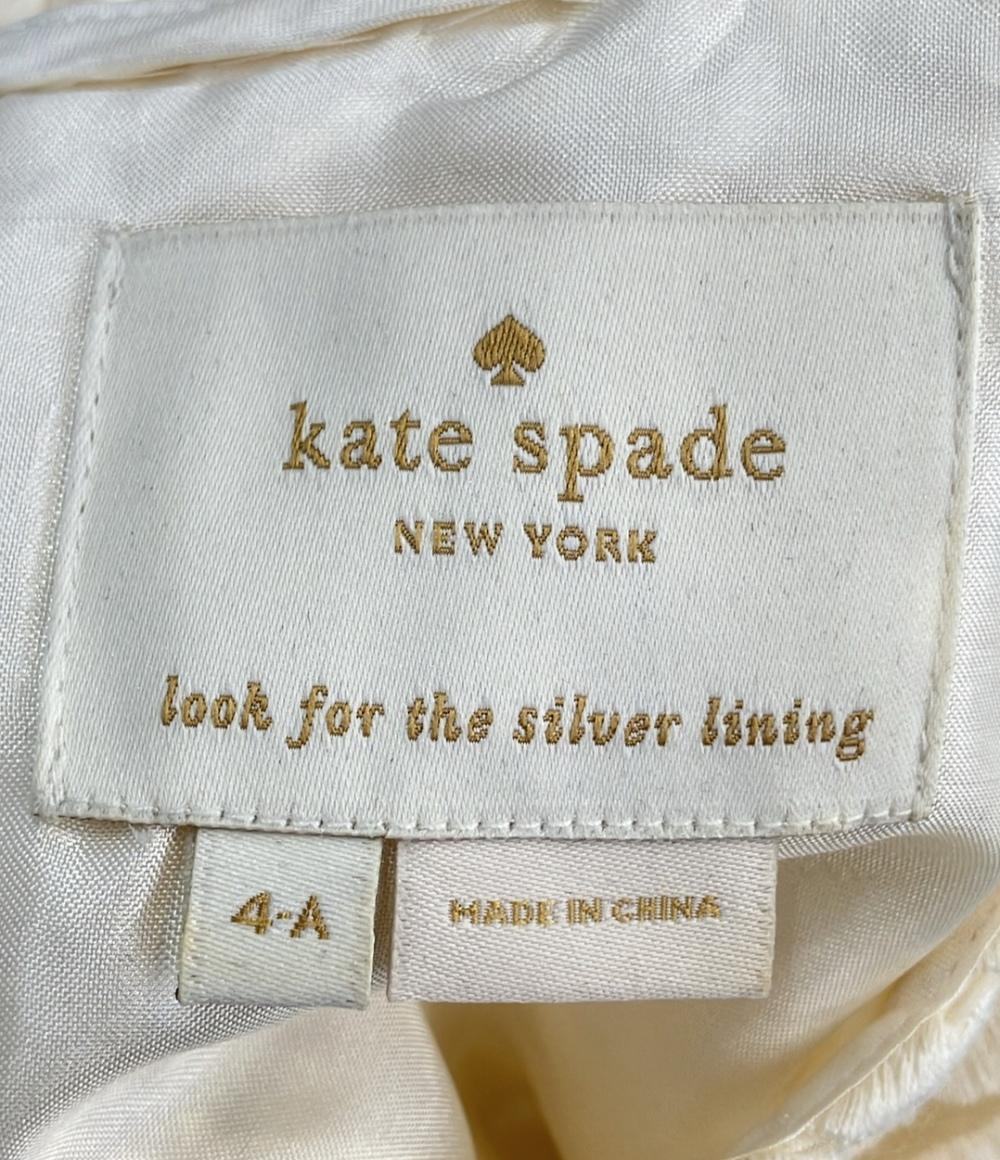 kate spade
NEW YORK
look for the silver lining
4-A
MADE IN CHINA